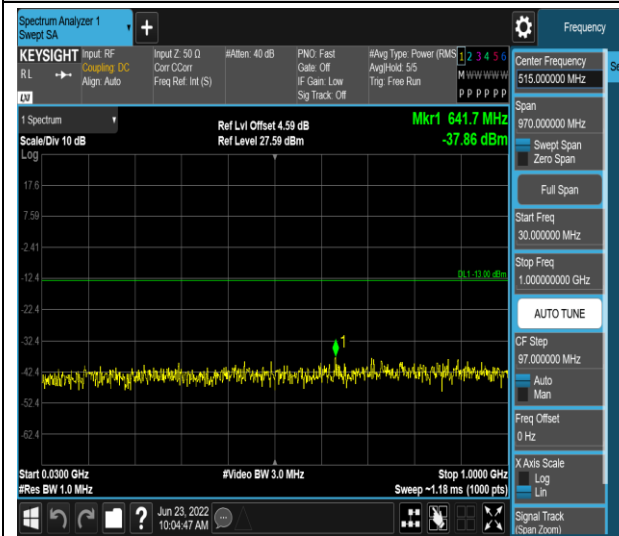 Spectrum Analyzer 1
Swept SA
+
Frequency
KEYSIGHT
RL
LXI
Input: RF
Coupling: DC
Align: Auto
Input Z: 50 Ω
Corr CCorr
Freq Ref: Int (S)
#Atten: 40 dB
PNO: Fast
Gate: Off
IF Gain: Low
Sig Track: Off
#Avg Type: Power (RMS
Avg|Hold: 5/5
Trig: Free Run
1 2 3 4 5 6
M W W W W W
P P P P P P
1 Spectrum
Scale/Div 10 dB
Log
Ref Lvl Offset 4.59 dB
Ref Level 27.59 dBm
Mkr1 641.7 MHz
-37.86 dBm
17.6
7.59
-2.41
-12.4
-22.4
-32.4
-42.4
-52.4
-62.4
DL1 -13.00 dBm
1
Start 0.0300 GHz
#Res BW 1.0 MHz
#Video BW 3.0 MHz
Stop 1.0000 GHz
Sweep ~1.18 ms (1000 pts)
Center Frequency
515.000000 MHz
Span
970.000000 MHz
Swept Span
Zero Span
Full Span
Start Freq
30.000000 MHz
Stop Freq
1.000000000 GHz
AUTO TUNE
CF Step
97.000000 MHz
Auto
Man
Freq Offset
0 Hz
X Axis Scale
Log
Lin
Signal Track
(Span Zoom)
Se
?
Jun 23, 2022
10:04:47 AM